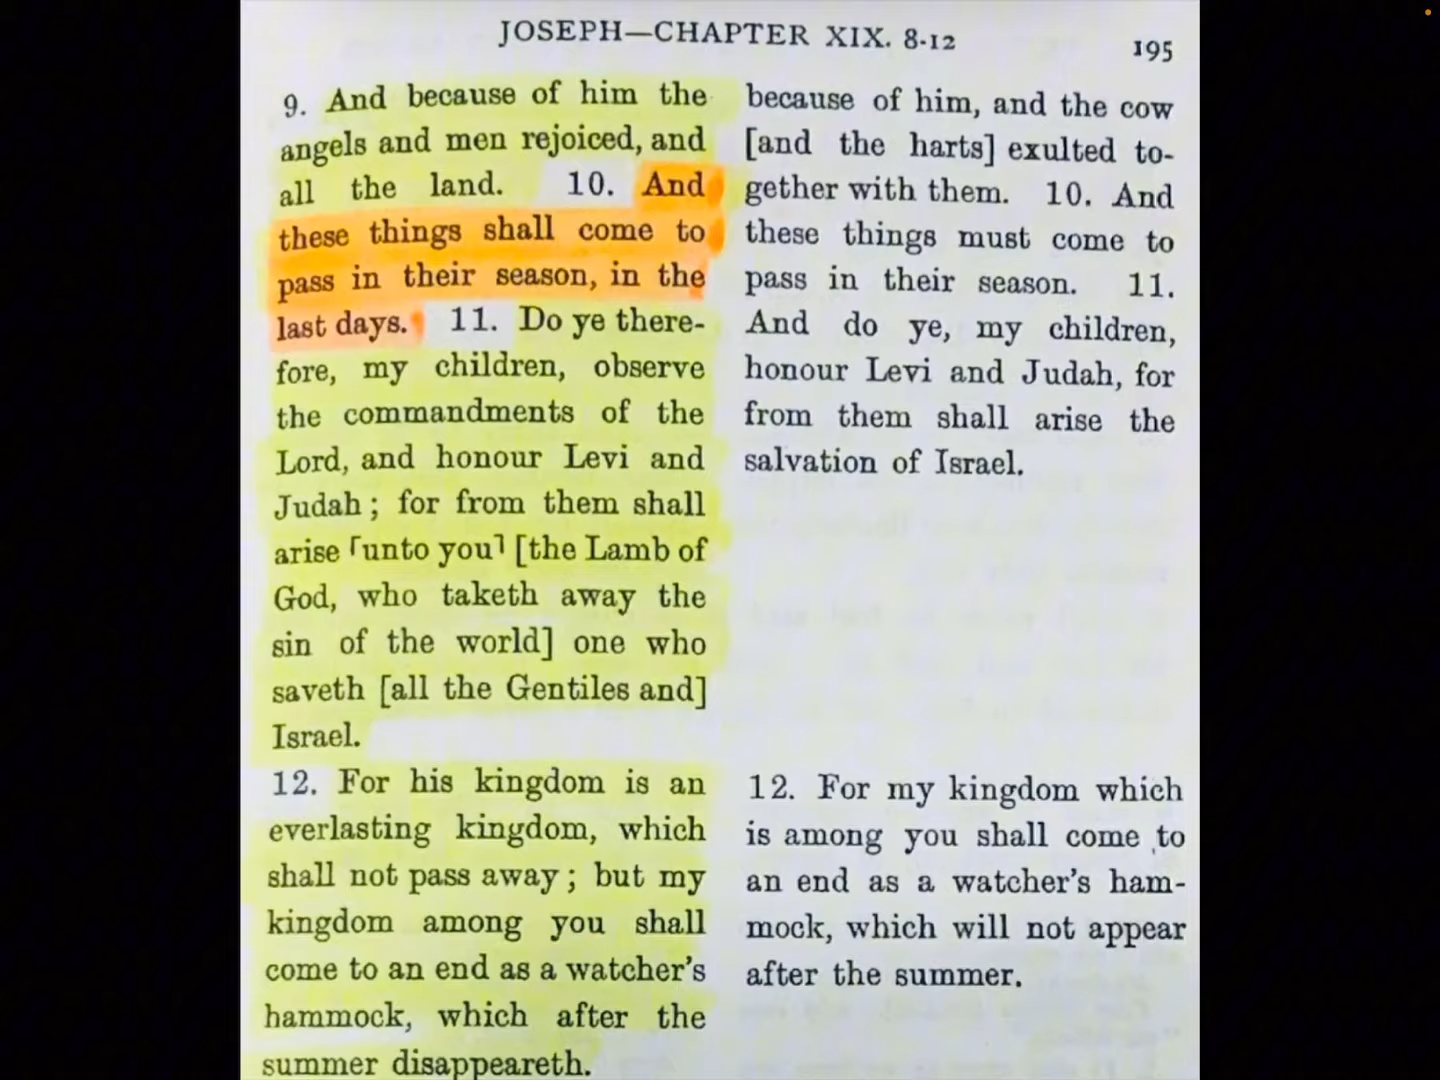 JOSEPH—CHAPTER XIX. 8-12
195
9. And because of him the
angels and men rejoiced, and
all the land. 10. And
these things shall come to
pass in their season, in the
last days. 11. Do ye there-
fore, my children, observe
the commandments of the
Lord, and honour Levi and
Judah; for from them shall
arise ⌜unto you⌝ [the Lamb of
God, who taketh away the
sin of the world] one who
saveth [all the Gentiles and]
Israel.
12. For his kingdom is an
everlasting kingdom, which
shall not pass away; but my
kingdom among you shall
come to an end as a watcher's
hammock, which after the
summer disappeareth.
because of him, and the cow
[and the harts] exulted to-
gether with them. 10. And
these things must come to
pass in their season. 11.
And do ye, my children,
honour Levi and Judah, for
from them shall arise the
salvation of Israel.
12. For my kingdom which
is among you shall come to
an end as a watcher's ham-
mock, which will not appear
after the summer.